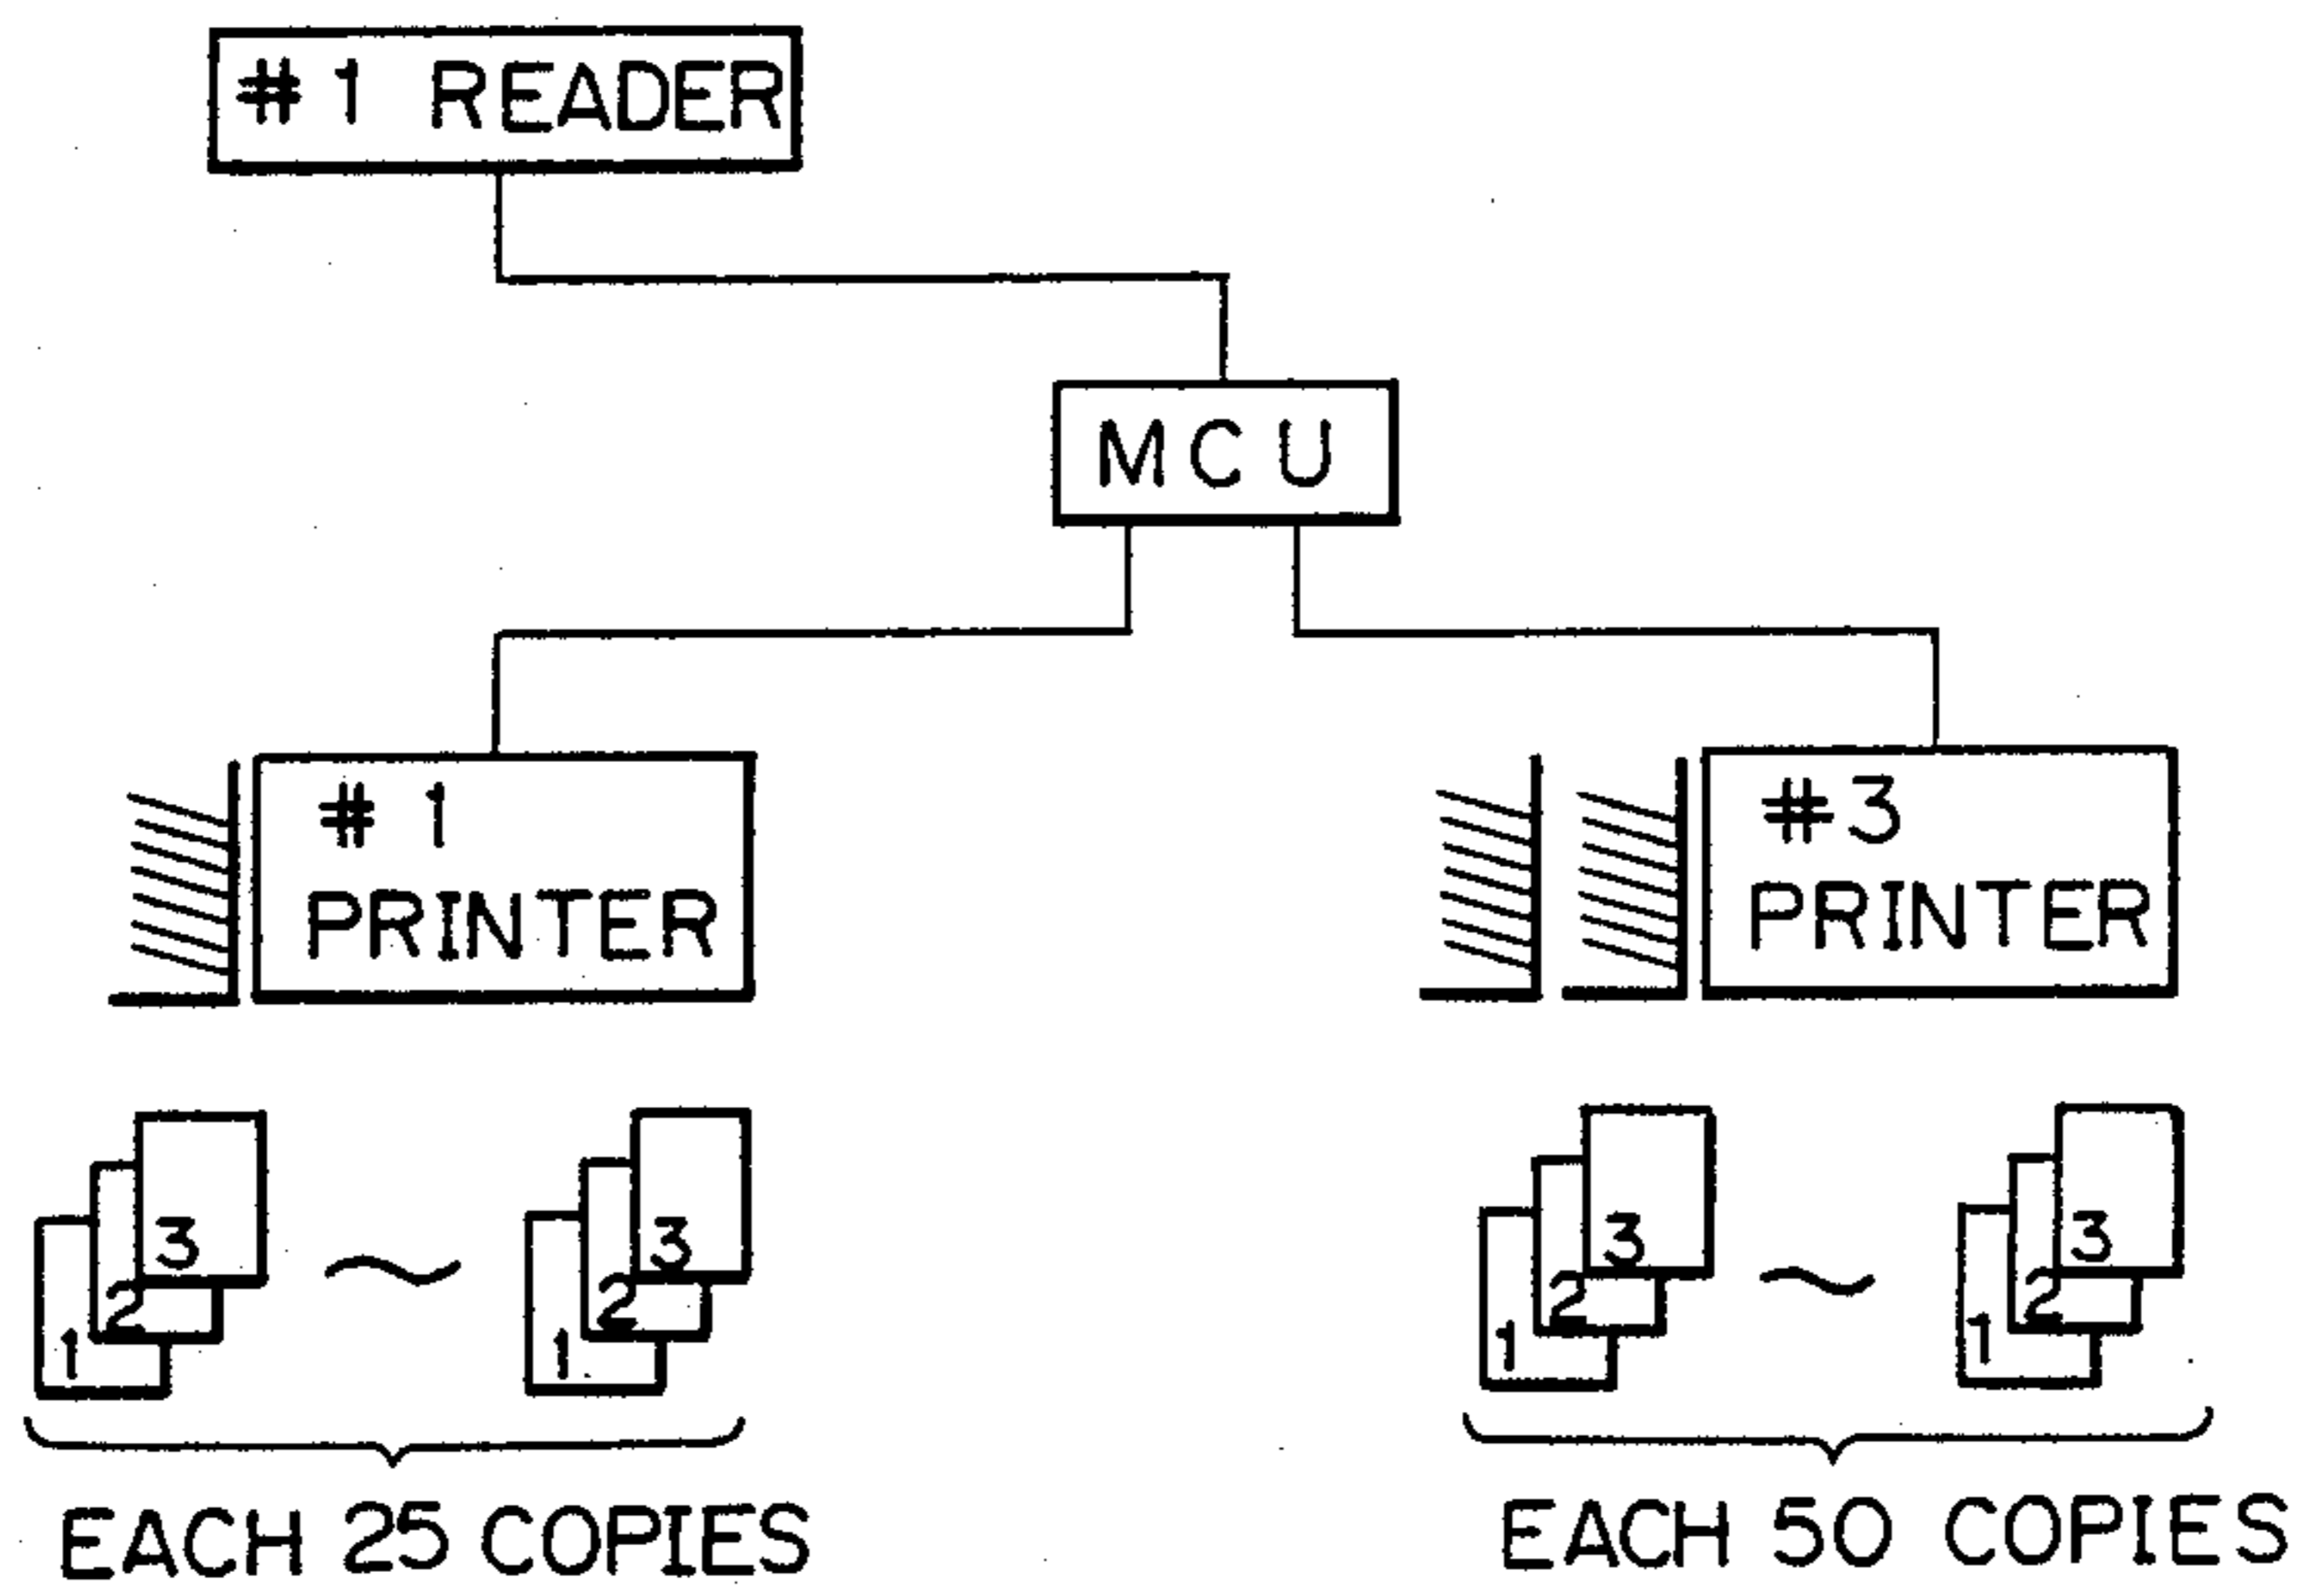 # 1 READER
MCU
# 1
PRINTER
#3
PRINTER
3
2
1
3
2
1
3
2
1
3
2
1
EACH 25 COPIES
EACH 50 COPIES